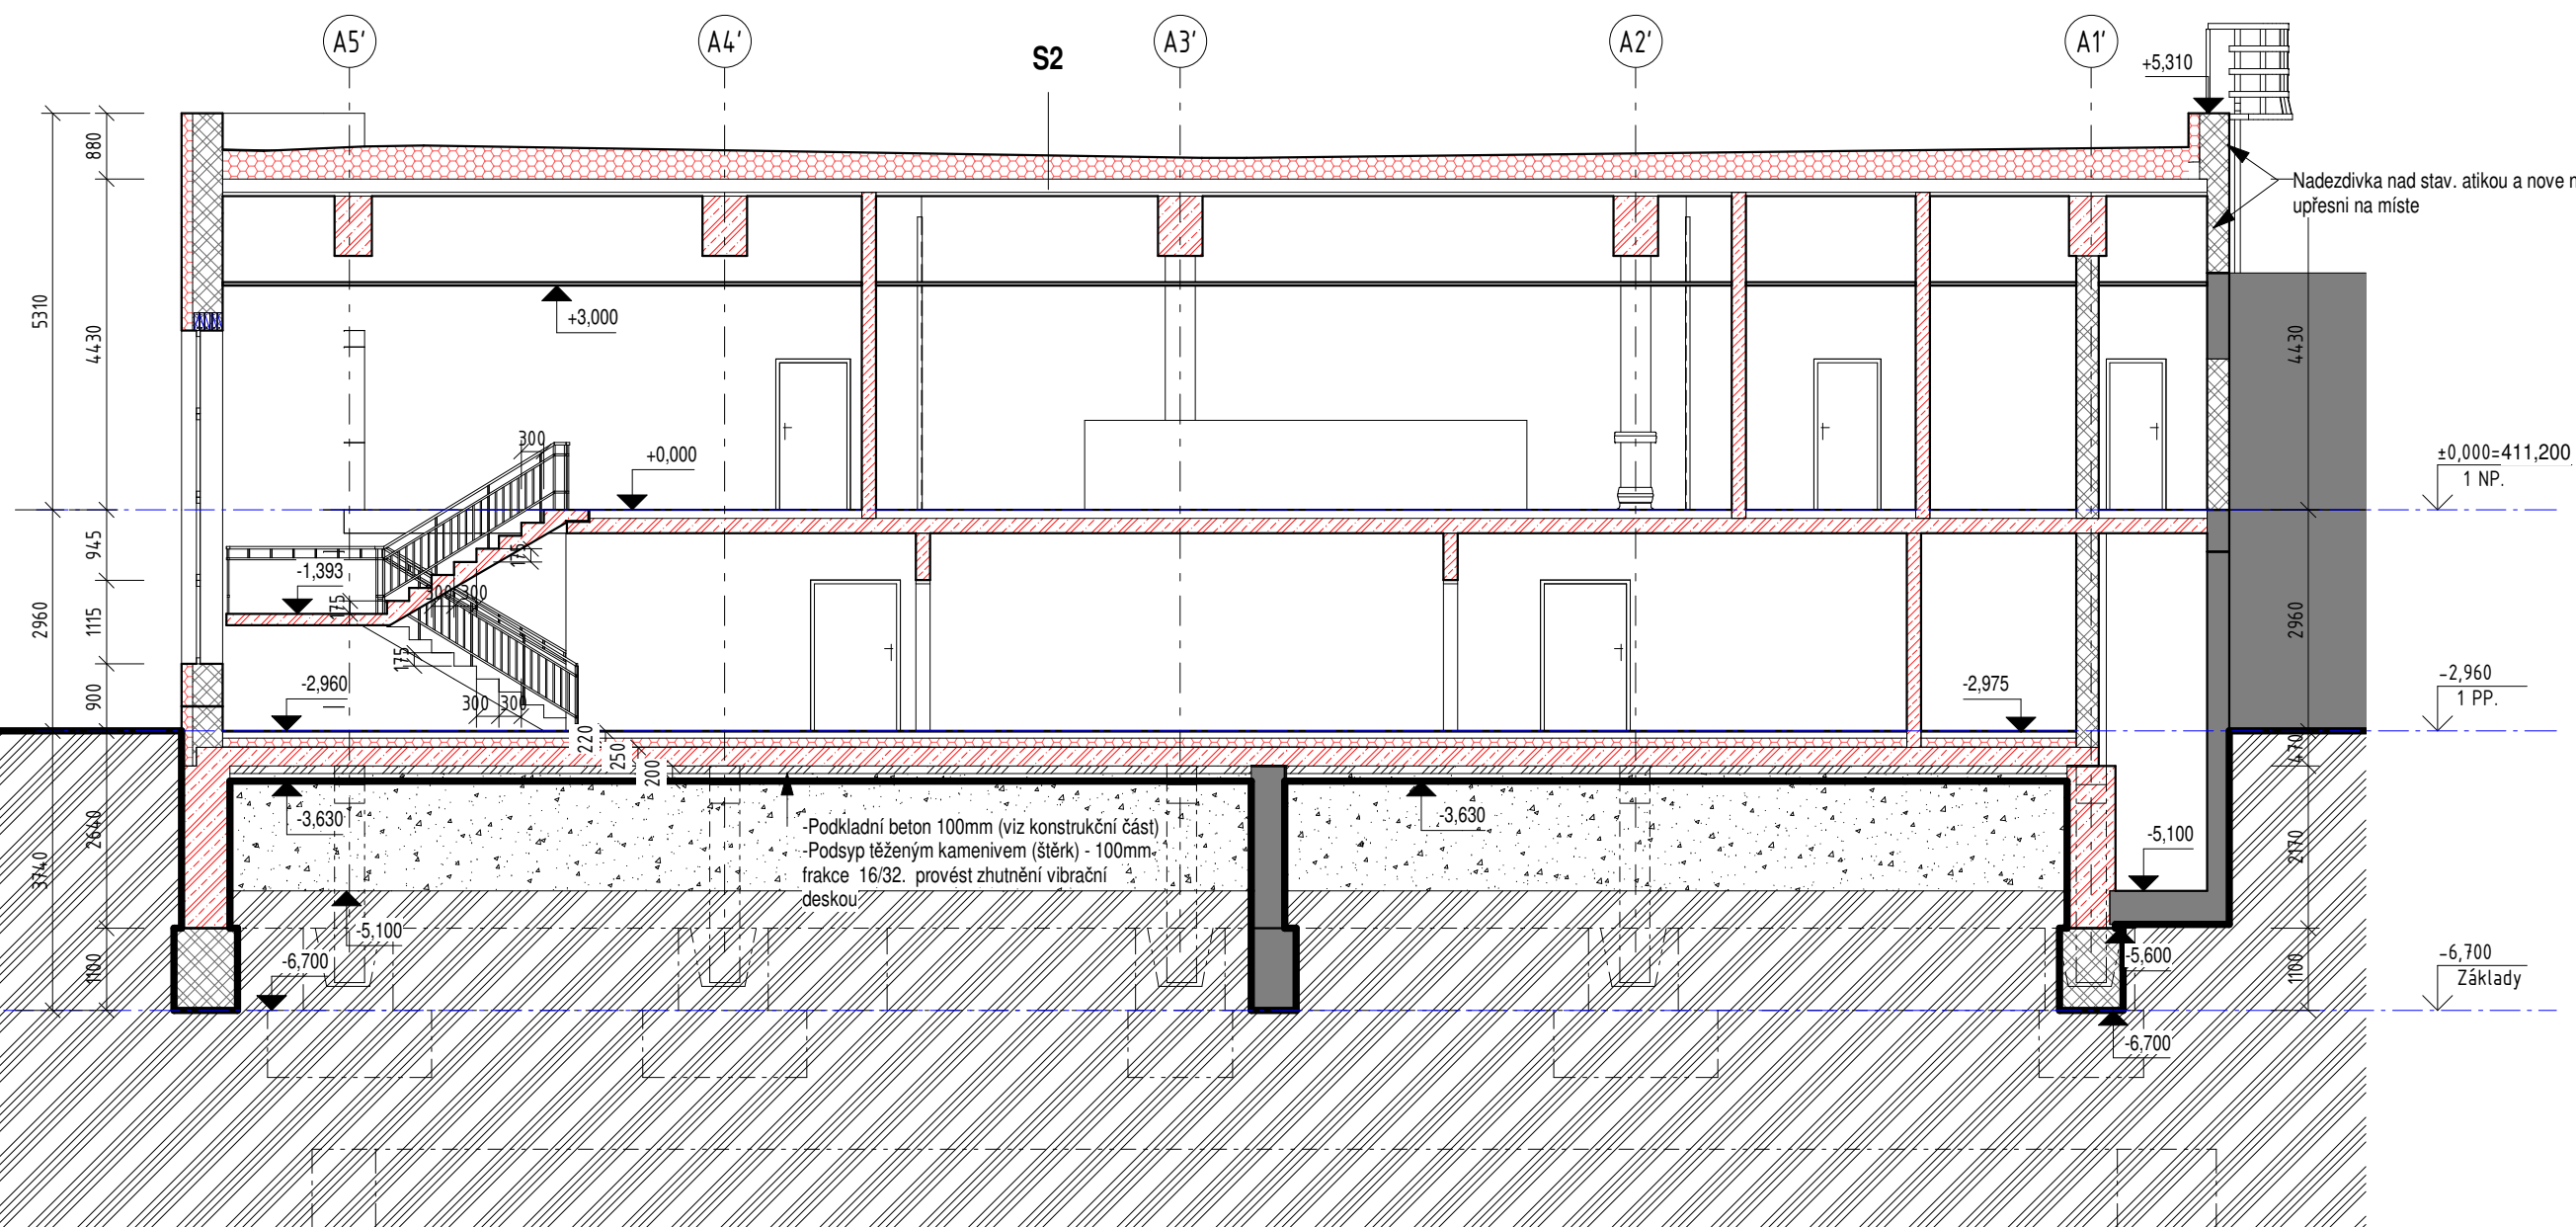 A5'
A4'
S2
A3'
A2'
A1'
+5,310
880
Nadezdivka nad stav. atikou a nove
upřesni na míste
5310
4430
+3,000
4430
300
+0,000
±0,000=411,200
1 NP.
945
175
-1,393
2960
1115
175
300
300
2960
175
-2,960
-2,975
-2,960
1 PP.
900
300
300
220
250
200
470
-3,630
-3,630
2640
3740
-Podkladní beton 100mm (viz konstrukční část)
-Podsyp těženým kamenivem (štěrk) - 100mm
frakce 16/32. provést zhutnění vibrační
deskou
-5,100
2170
-5,100
-6,700
1100
-5,600
1100
-6,700
Základy
-6,700